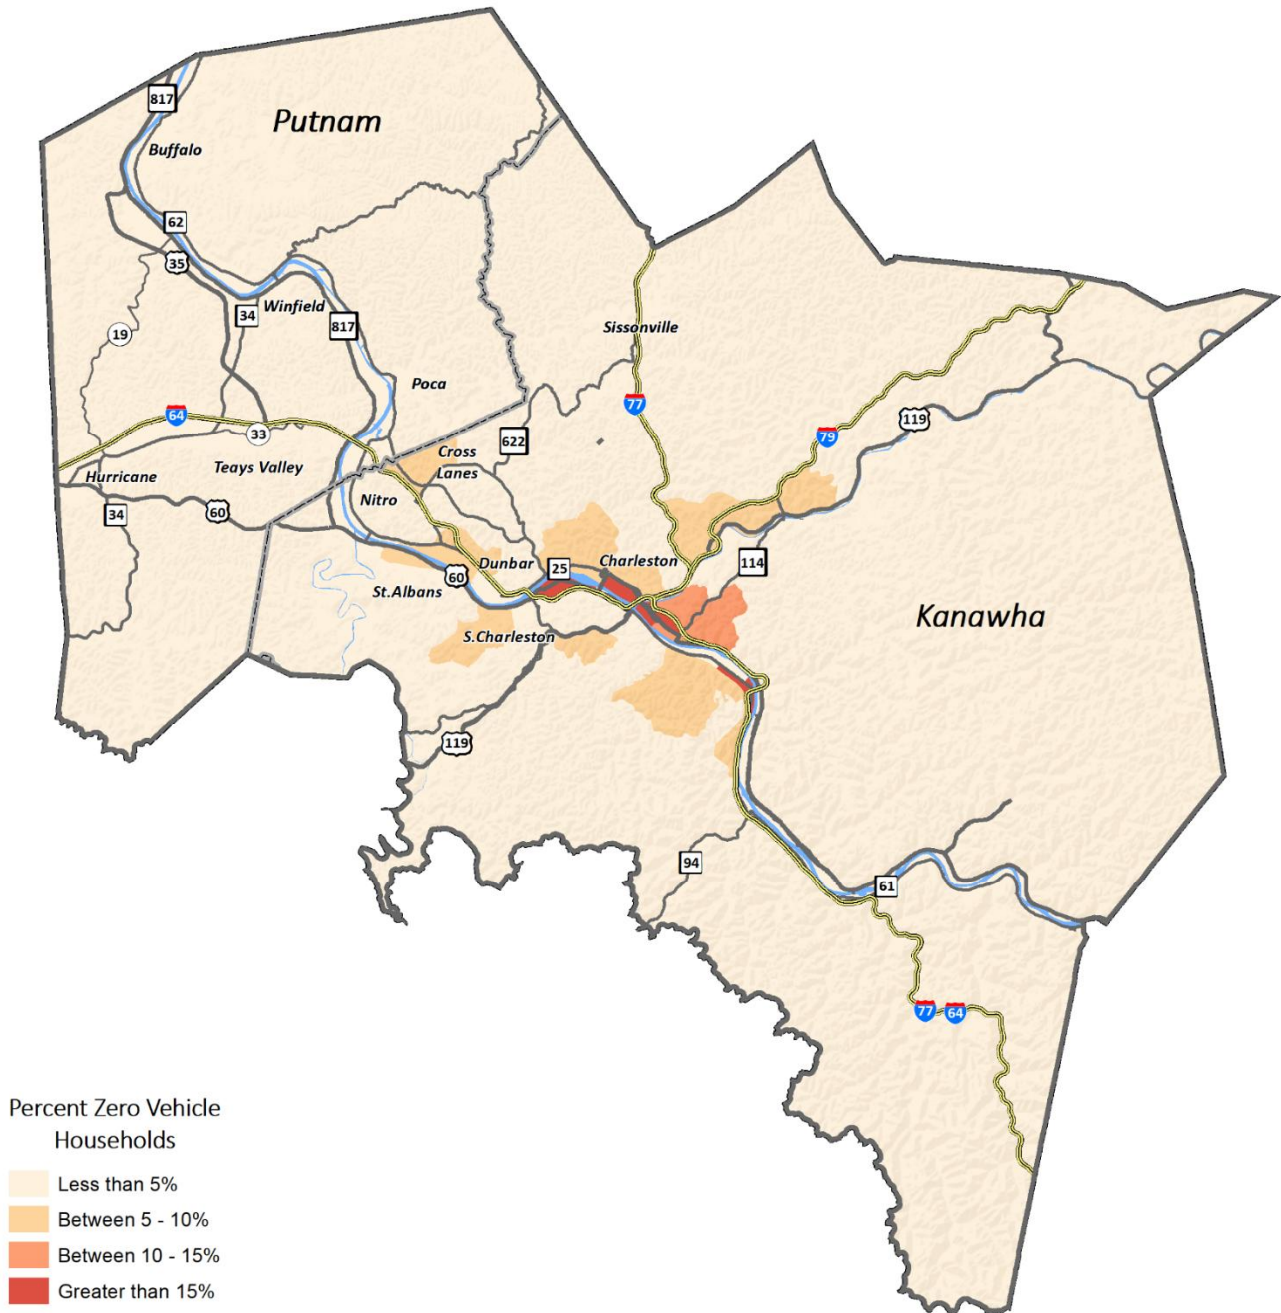 817
Putnam
Buffalo
62
35
Winfield
34
817
19
Sissonville
Poca
64
33
77
119
622
79
Cross
Lanes
Teays Valley
Hurricane
Nitro
34
60
Dunbar
25
Charleston
114
60
St.Albans
Kanawha
S.Charleston
119
94
61
77
64
Percent Zero Vehicle
Households
Less than 5%
Between 5 - 10%
Between 10 - 15%
Greater than 15%